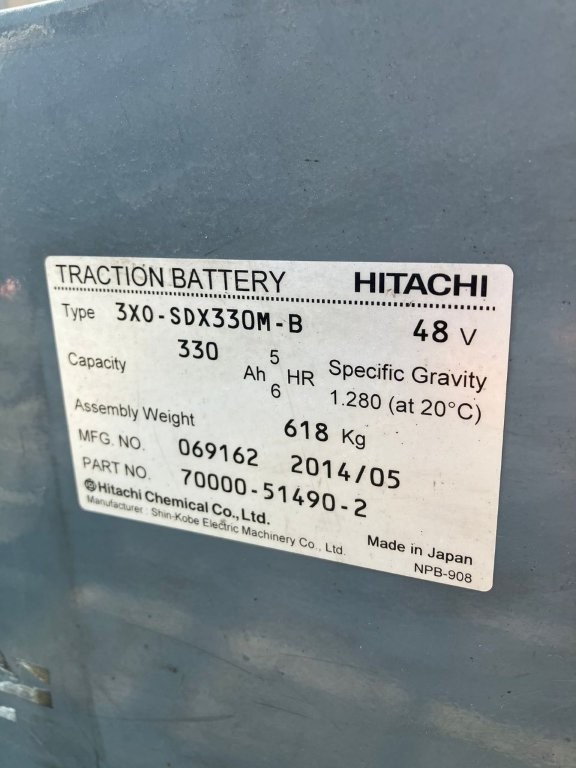 TRACTION BATTERY HITACHI
Type 3X0-SDX330M-B 48 V
Capacity 330 Ah 5 HR Specific Gravity
6 1.280 (at 20°C)
Assembly Weight 618 Kg
MFG. NO. 069162 2014/05
PART NO. 70000-51490-2
Hitachi Chemical Co., Ltd.
Manufacturer : Shin-Kobe Electric Machinery Co., Ltd.
Made in Japan
NPB-908